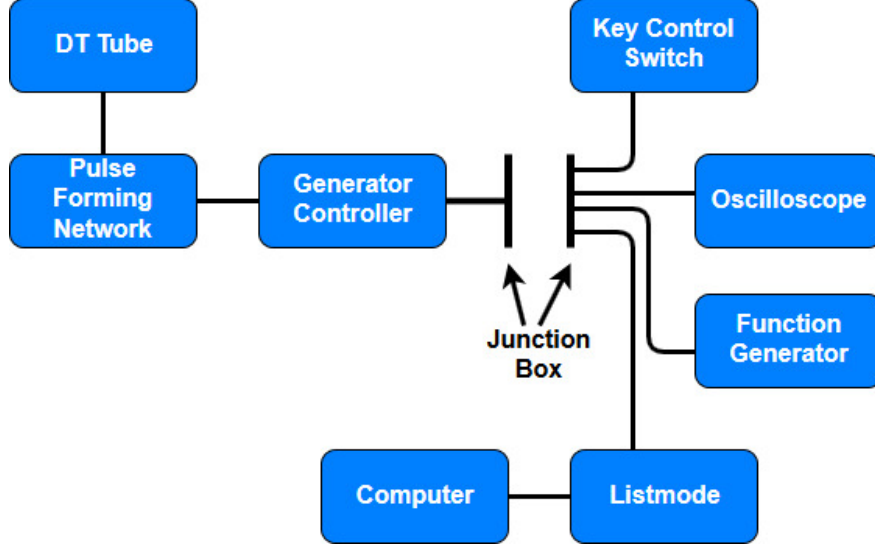 DT Tube
Key Control
Switch
Pulse
Forming
Network
Generator
Controller
Oscilloscope
Function
Generator
Junction
Box
Computer
Listmode